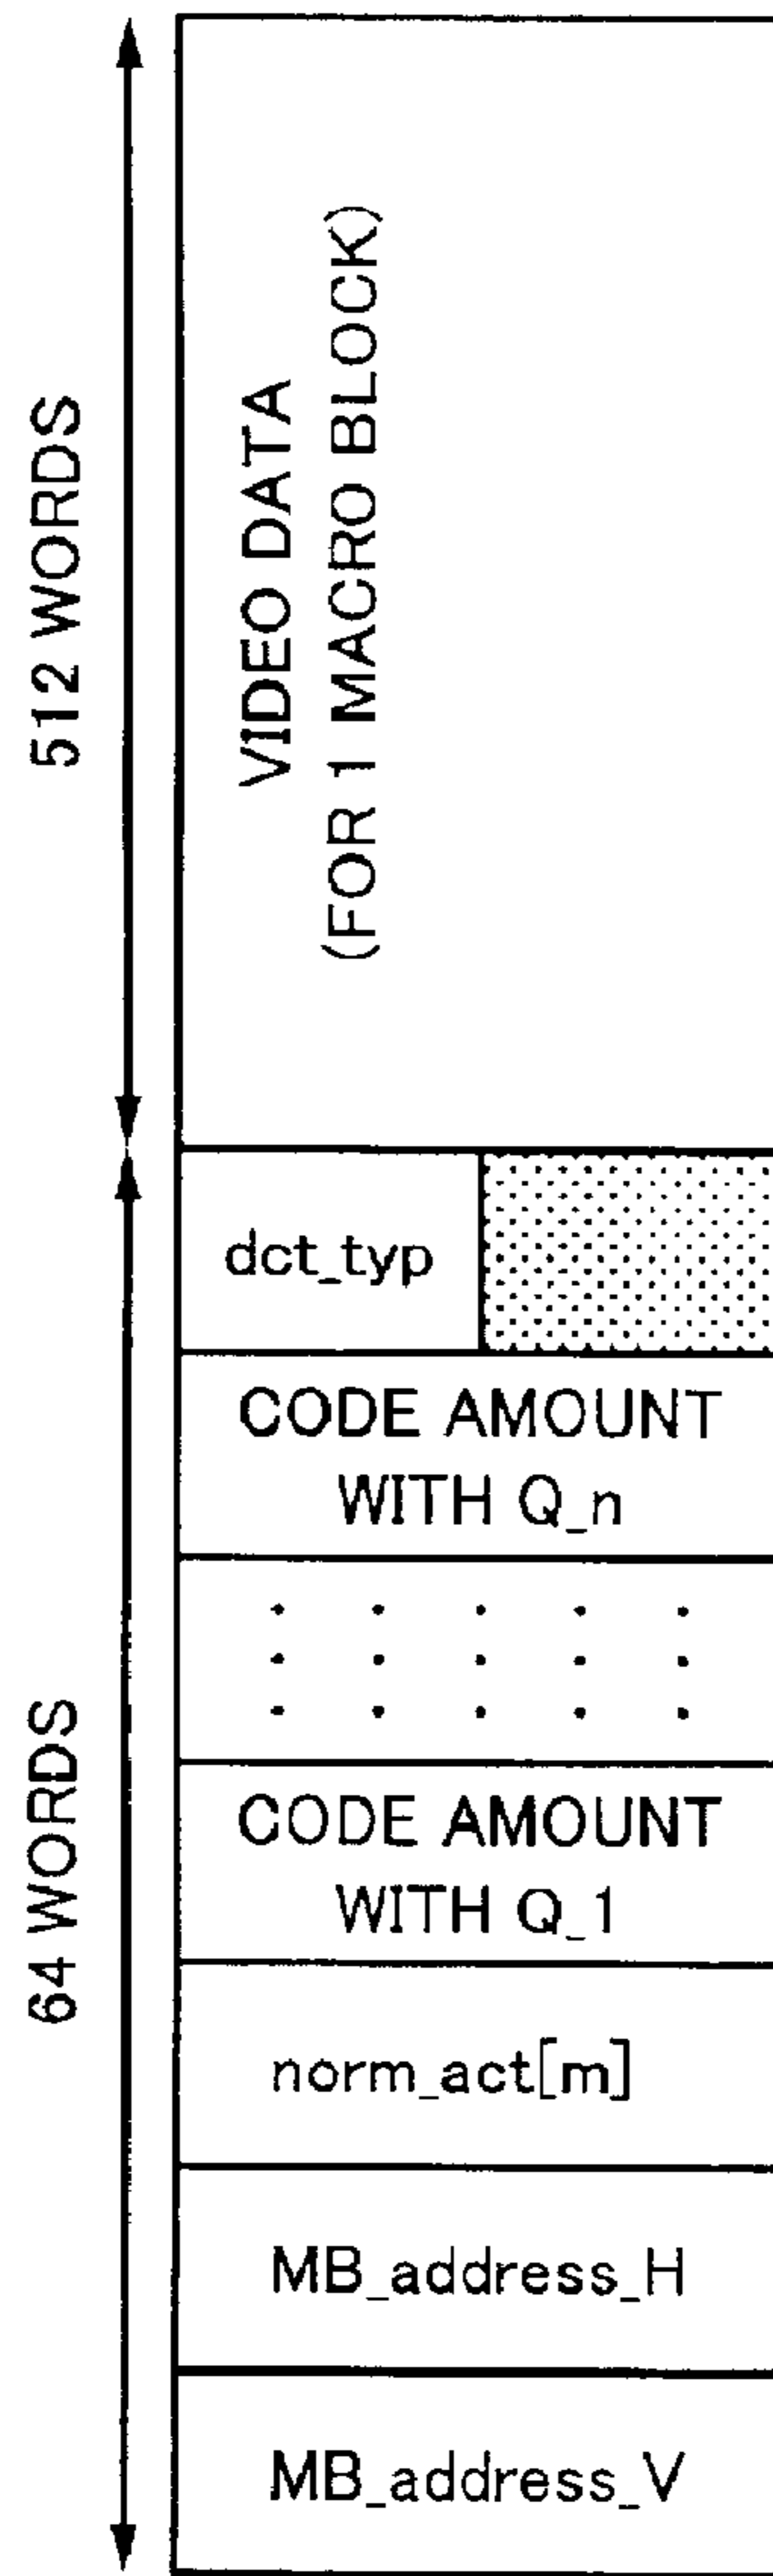 512 WORDS
VIDEO DATA
(FOR 1 MACRO BLOCK)
64 WORDS
dct_typ
CODE AMOUNT
WITH Q_n
CODE AMOUNT
WITH Q_1
norm_act[m]
MB_address_H
MB_address_V